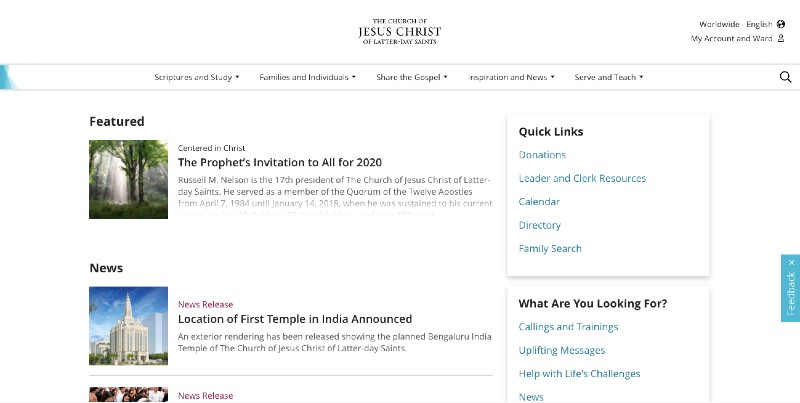 THE CHURCH OF
JESUS CHRIST
OF LATTER-DAY SAINTS
Worldwide - English
My Account and Ward
Scriptures and Study
Families and Individuals
Share the Gospel
Inspiration and News
Serve and Teach
Featured
Centered in Christ
The Prophet's Invitation to All for 2020
Russell M. Nelson is the 17th president of The Church of Jesus Christ of Latter-
day Saints. He served as a member of the Quorum of the Twelve Apostles
from April 7, 1984 until January 14, 2018, when he was sustained to his current
News
News Release
Location of First Temple in India Announced
An exterior rendering has been released showing the planned Bengaluru India
Temple of The Church of Jesus Christ of Latter-day Saints.
News Release
Quick Links
Donations
Leader and Clerk Resources
Calendar
Directory
Family Search
What Are You Looking For?
Callings and Trainings
Uplifting Messages
Help with Life's Challenges
News
Feedback ×